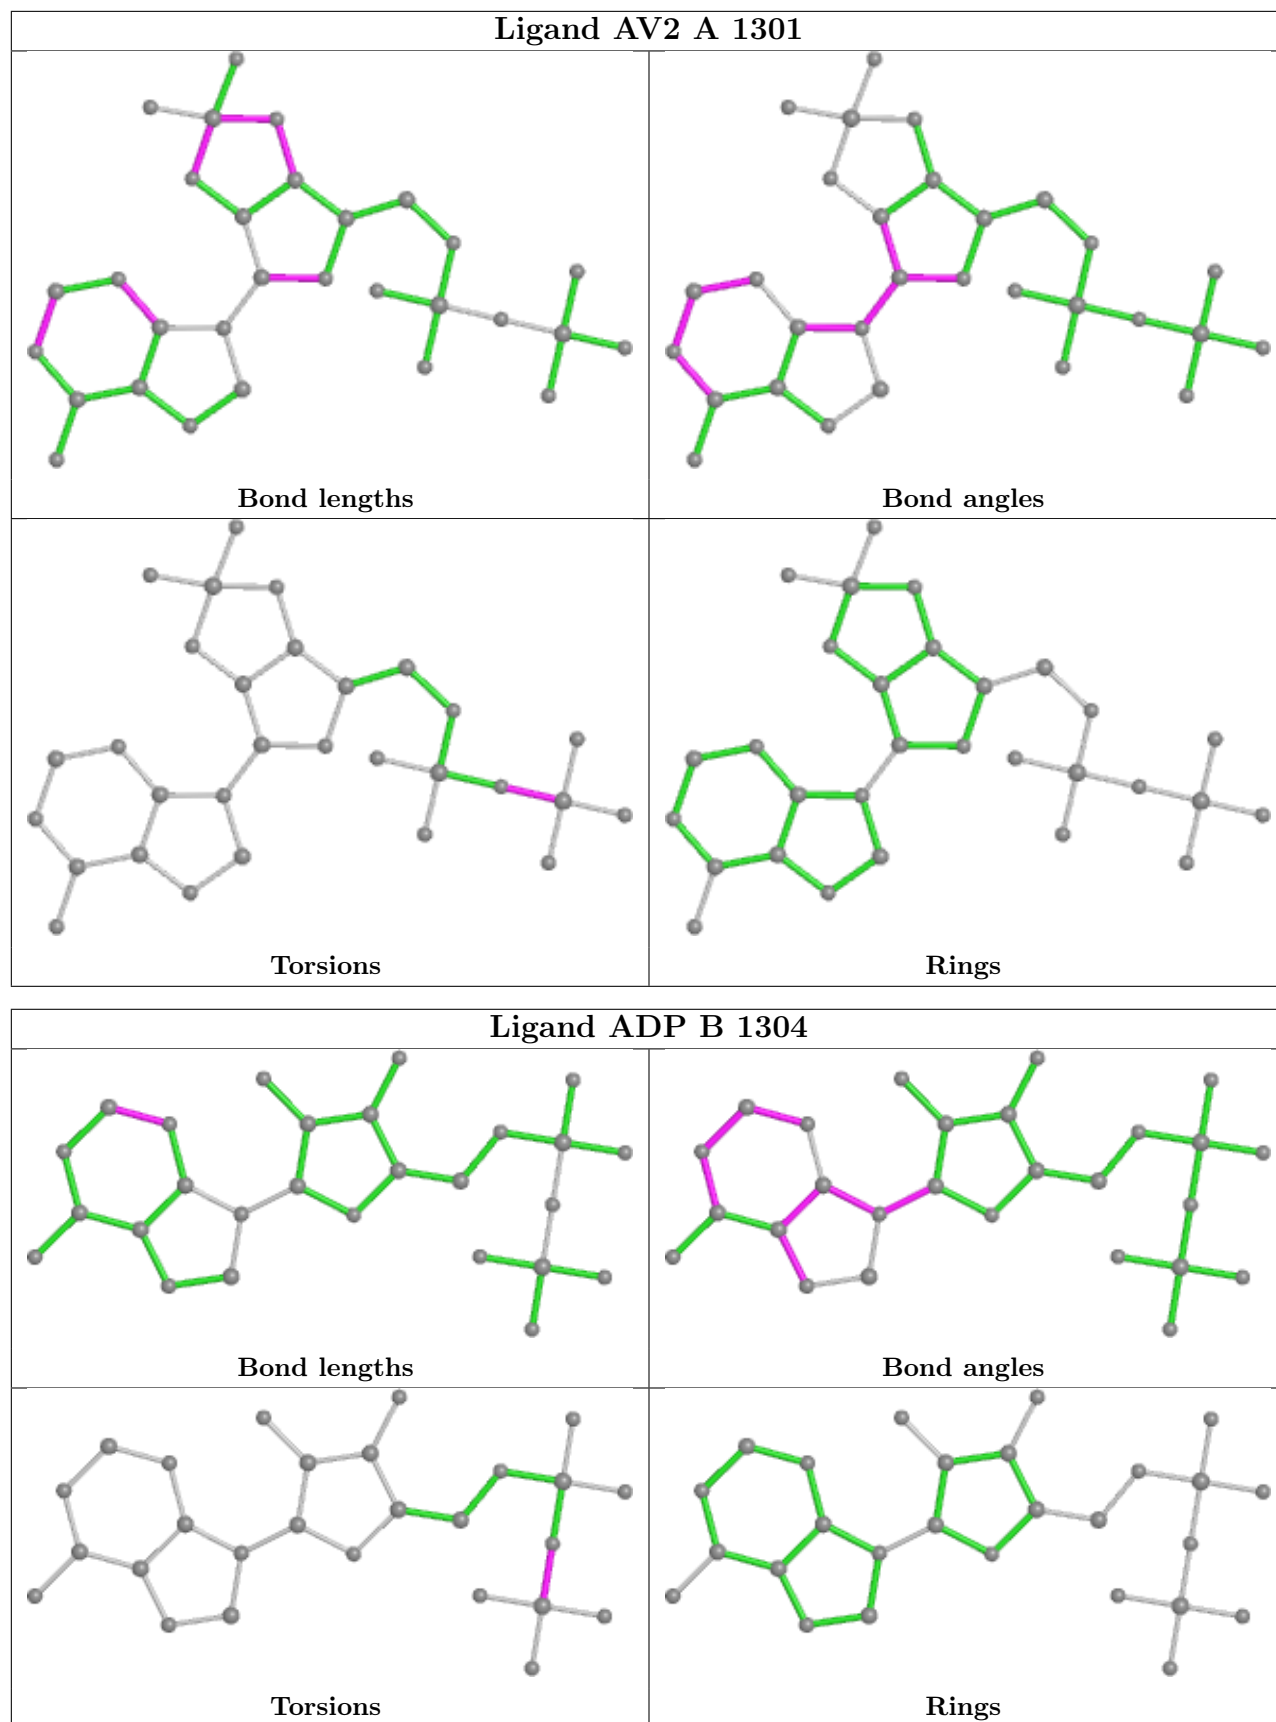 Ligand AV2 A 1301
Bond lengths
Bond angles
Torsions
Rings
Ligand ADP B 1304
Bond lengths
Bond angles
Torsions
Rings